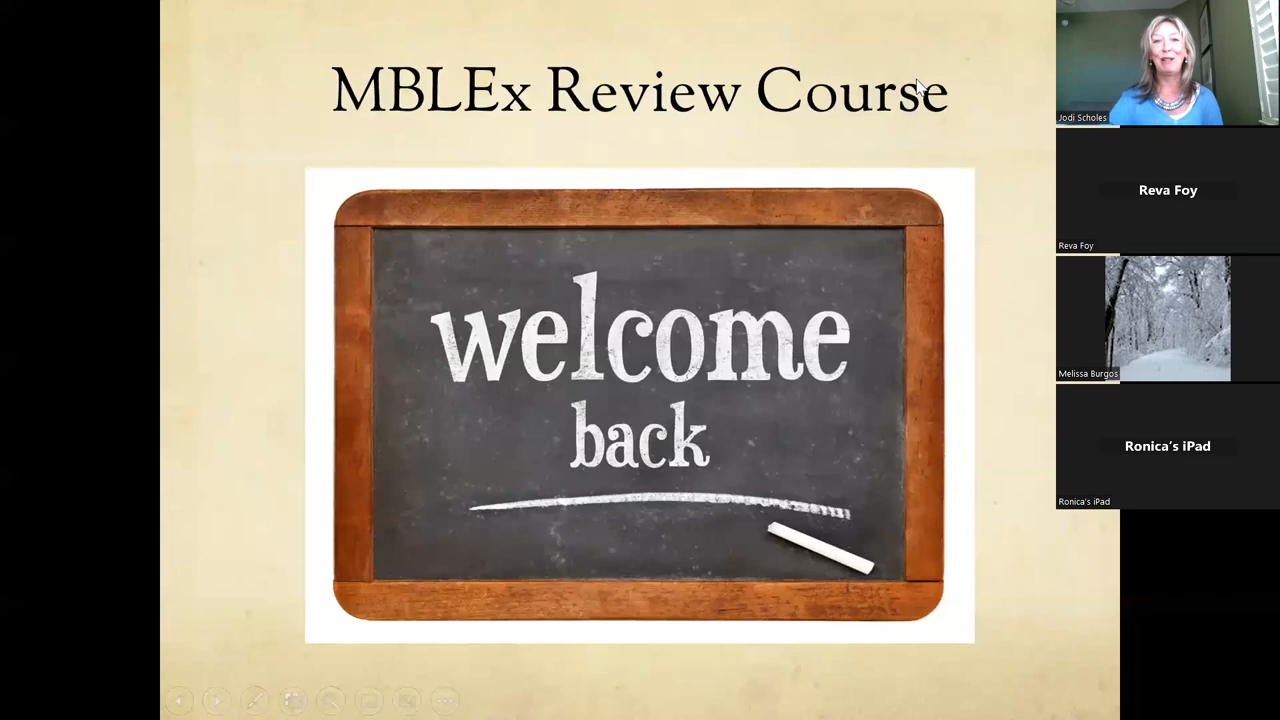 MBLEx Review Course
welcome
back
Jodi Scholes
Reva Foy
Reva Foy
Melissa Burgos
Ronica's iPad
Ronica's iPad